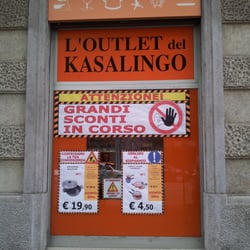 L'OUTLET del
KASALINGO
ATTENZIONE!
GRANDI
SCONTI
IN CORSO
€ 19,90
€ 4,50